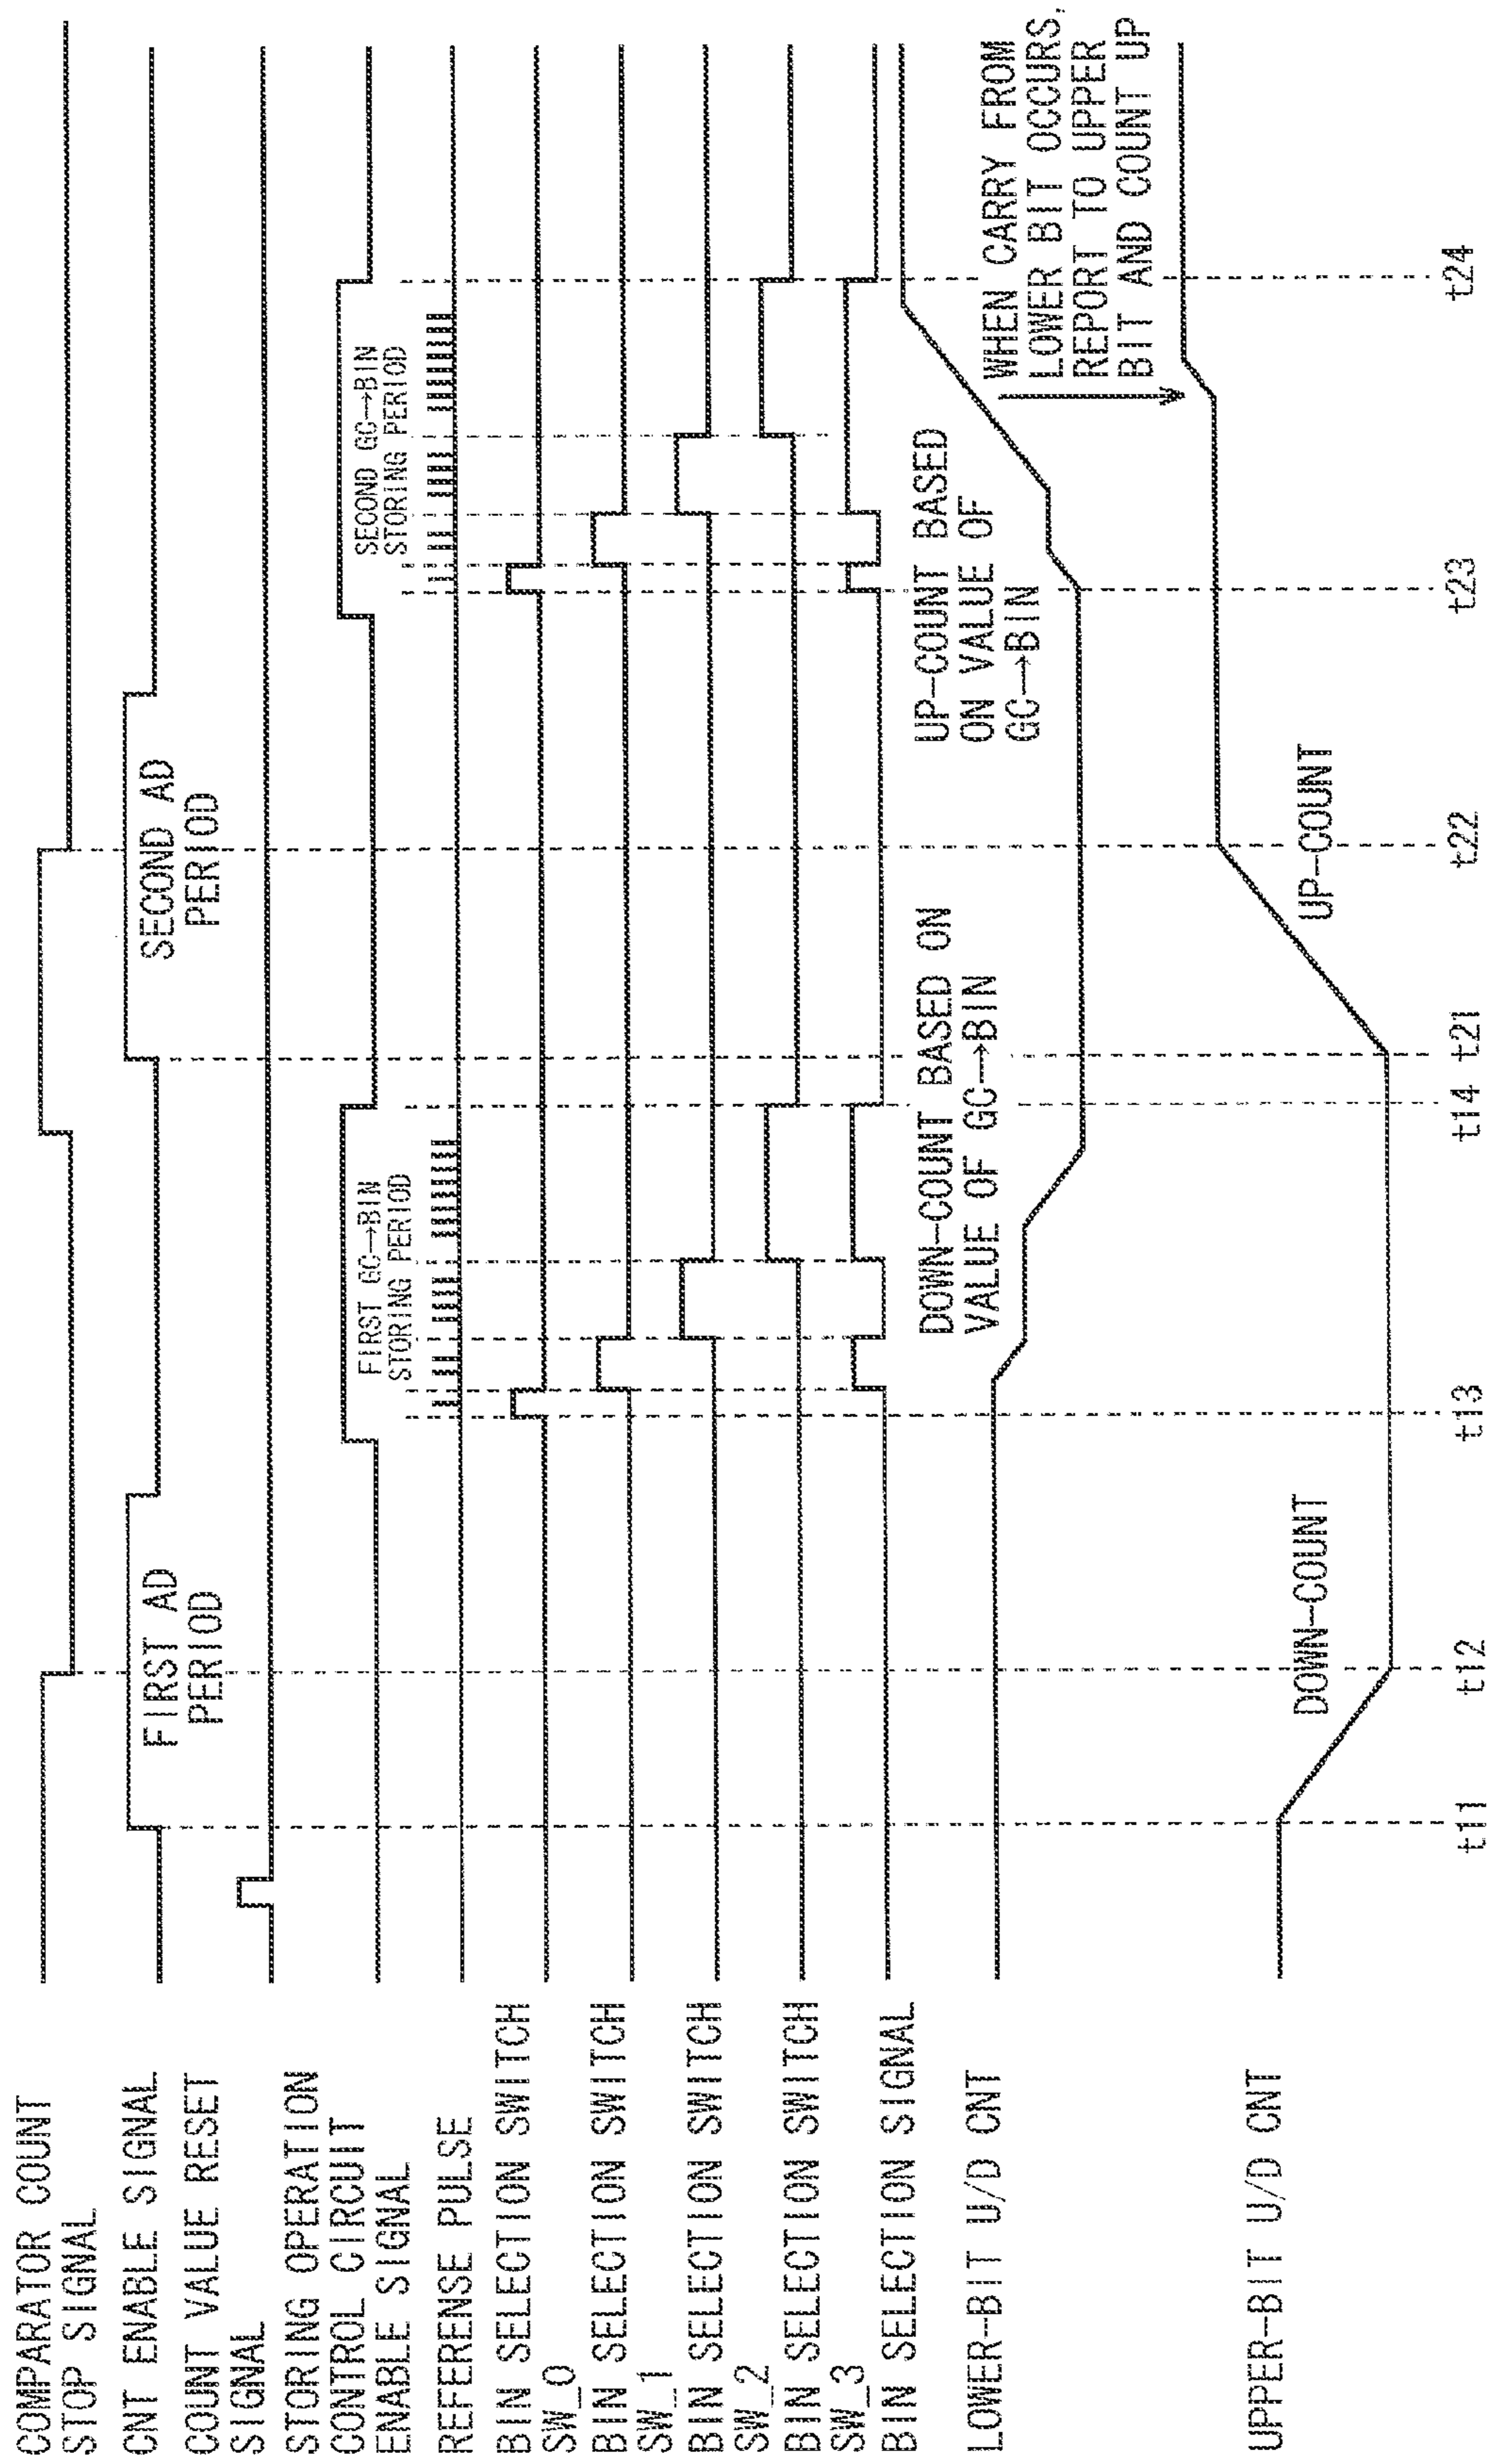 COMPARATOR COUNT
STOP SIGNAL
CNT ENABLE SIGNAL
COUNT VALUE RESET
SIGNAL
STORING OPERATION
CONTROL CIRCUIT
ENABLE SIGNAL
REFERENSE PULSE
BIN SELECTION SWITCH
SW_0
BIN SELECTION SWITCH
SW_1
BIN SELECTION SWITCH
SW_2
BIN SELECTION SWITCH
SW_3
BIN SELECTION SIGNAL
LOWER-BIT U/D CNT
UPPER-BIT U/D CNT
FIRST AD
PERIOD
SECOND AD
PERIOD
FIRST GC→BIN
STORING PERIOD
SECOND GC→BIN
STORING PERIOD
DOWN-COUNT BASED ON
VALUE OF GC→BIN
UP-COUNT BASED
ON VALUE OF
GC→BIN
WHEN CARRY FROM
LOWER BIT OCCURS,
REPORT TO UPPER
BIT AND COUNT UP
DOWN-COUNT
UP-COUNT
t11
t12
t13
t14
t21
t22
t23
t24